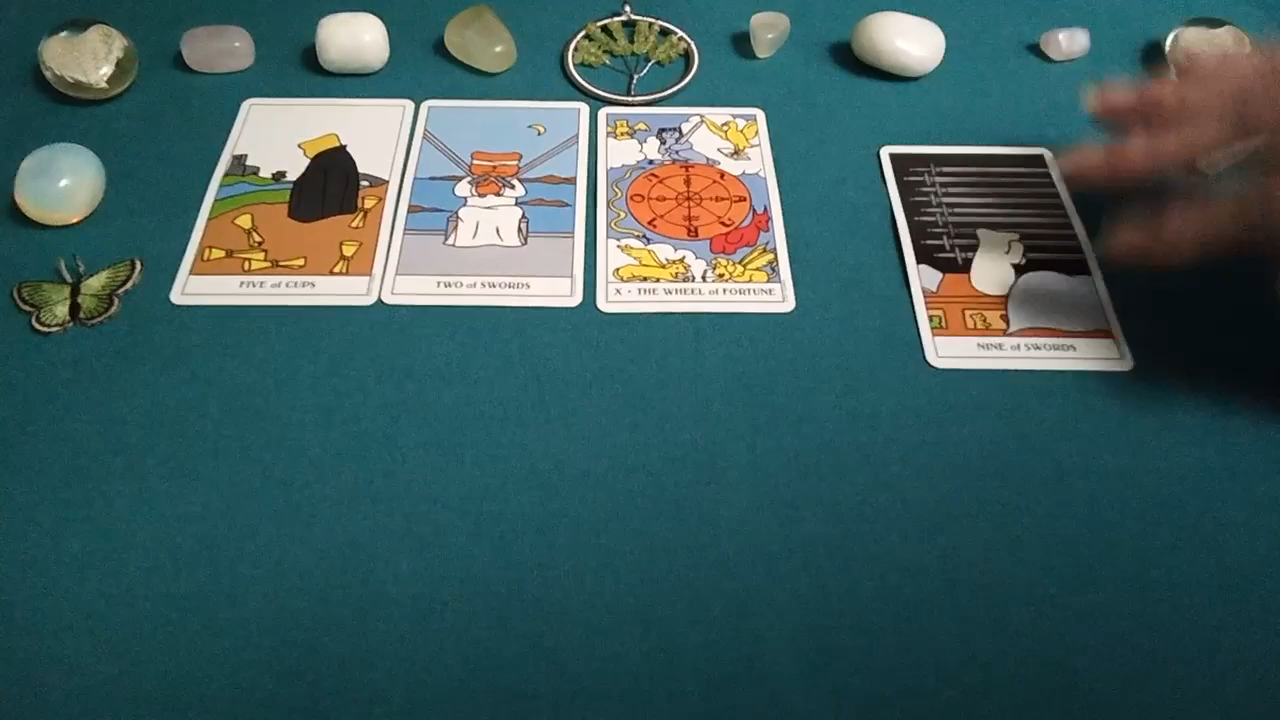 FIVE of CUPS
TWO of SWORDS
X • THE WHEEL of FORTUNE
NINE of SWORDS